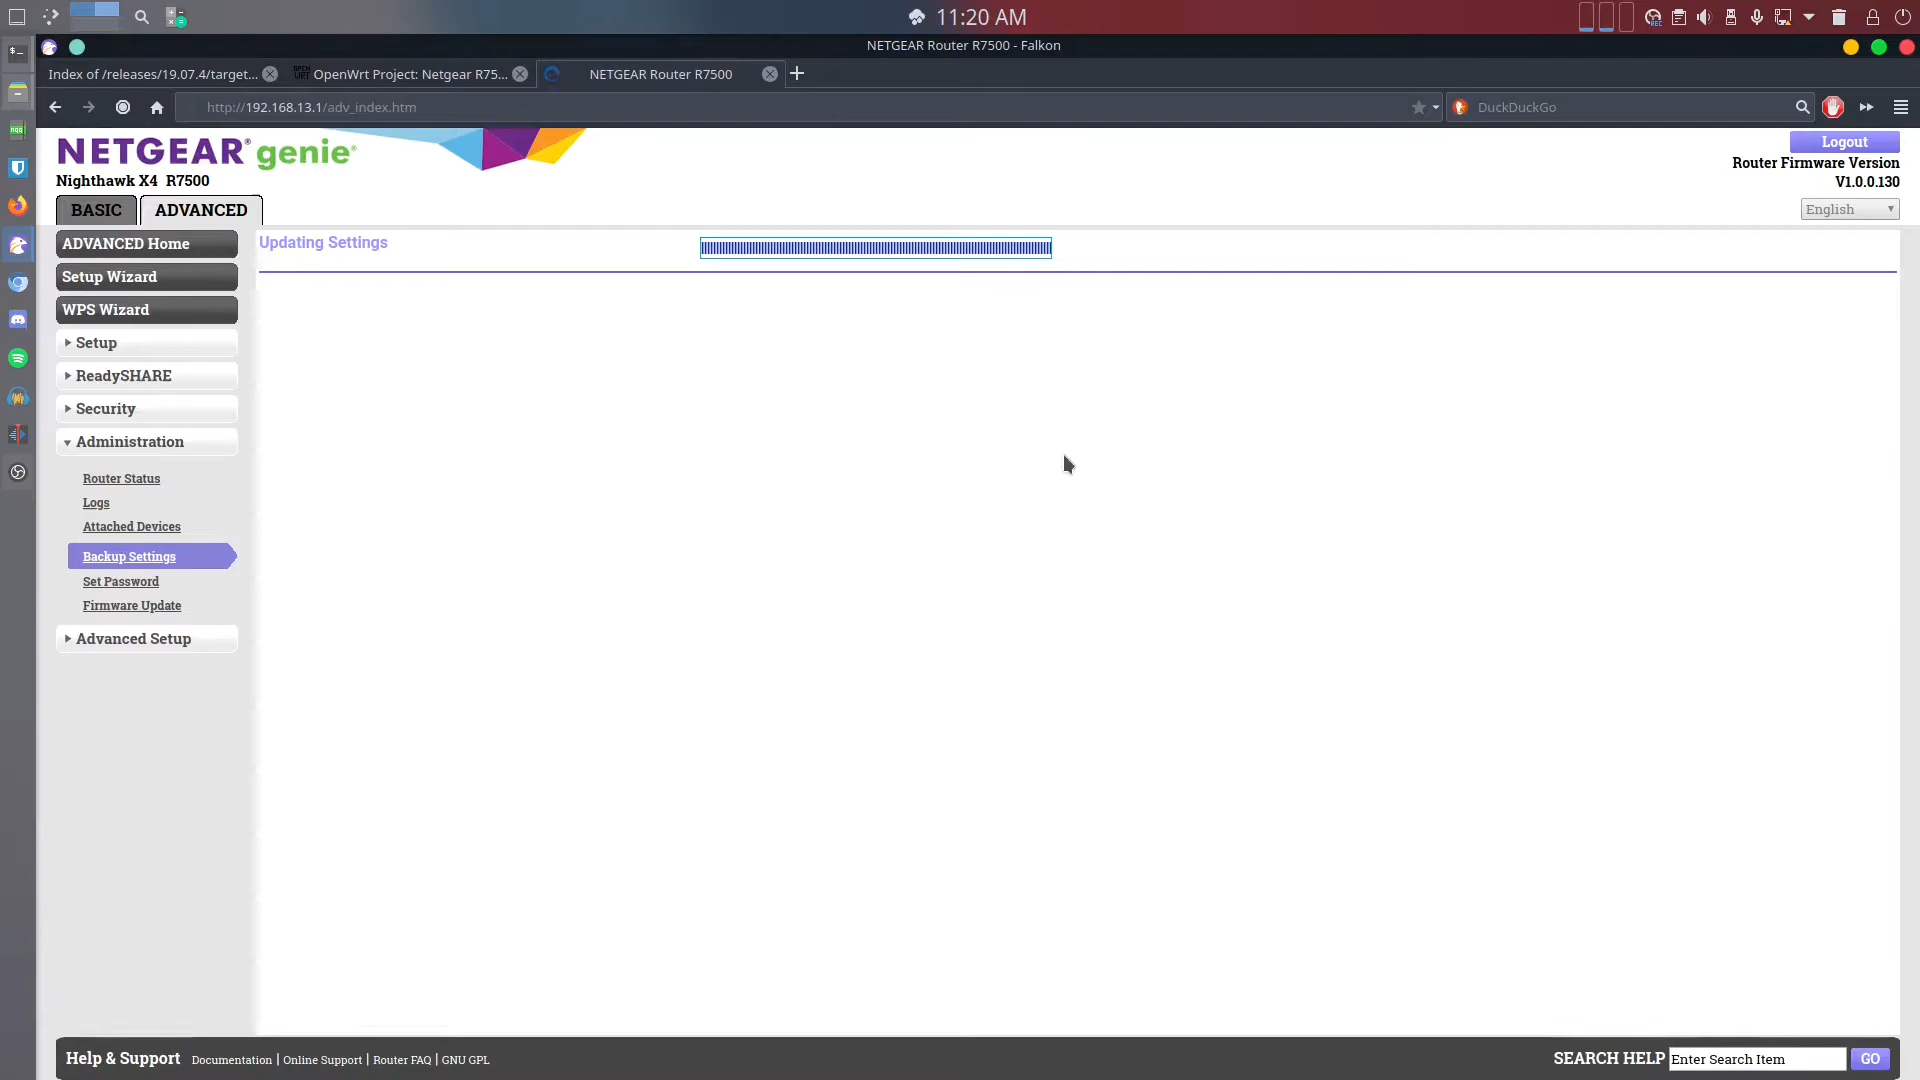 11:20 AM
NETGEAR Router R7500 - Falkon
Index of /releases/19.07.4/target...
OpenWrt Project: Netgear R75...
NETGEAR Router R7500
http://192.168.13.1/adv_index.htm
DuckDuckGo
NETGEAR® genie®
Logout
Router Firmware Version
V1.0.0.130
Nighthawk X4 R7500
BASIC
ADVANCED
English
ADVANCED Home
Updating Settings
Setup Wizard
WPS Wizard
Setup
ReadySHARE
Security
Administration
Router Status
Logs
Attached Devices
Backup Settings
Set Password
Firmware Update
Advanced Setup
Help & Support Documentation | Online Support | Router FAQ | GNU GPL
SEARCH HELP Enter Search Item GO